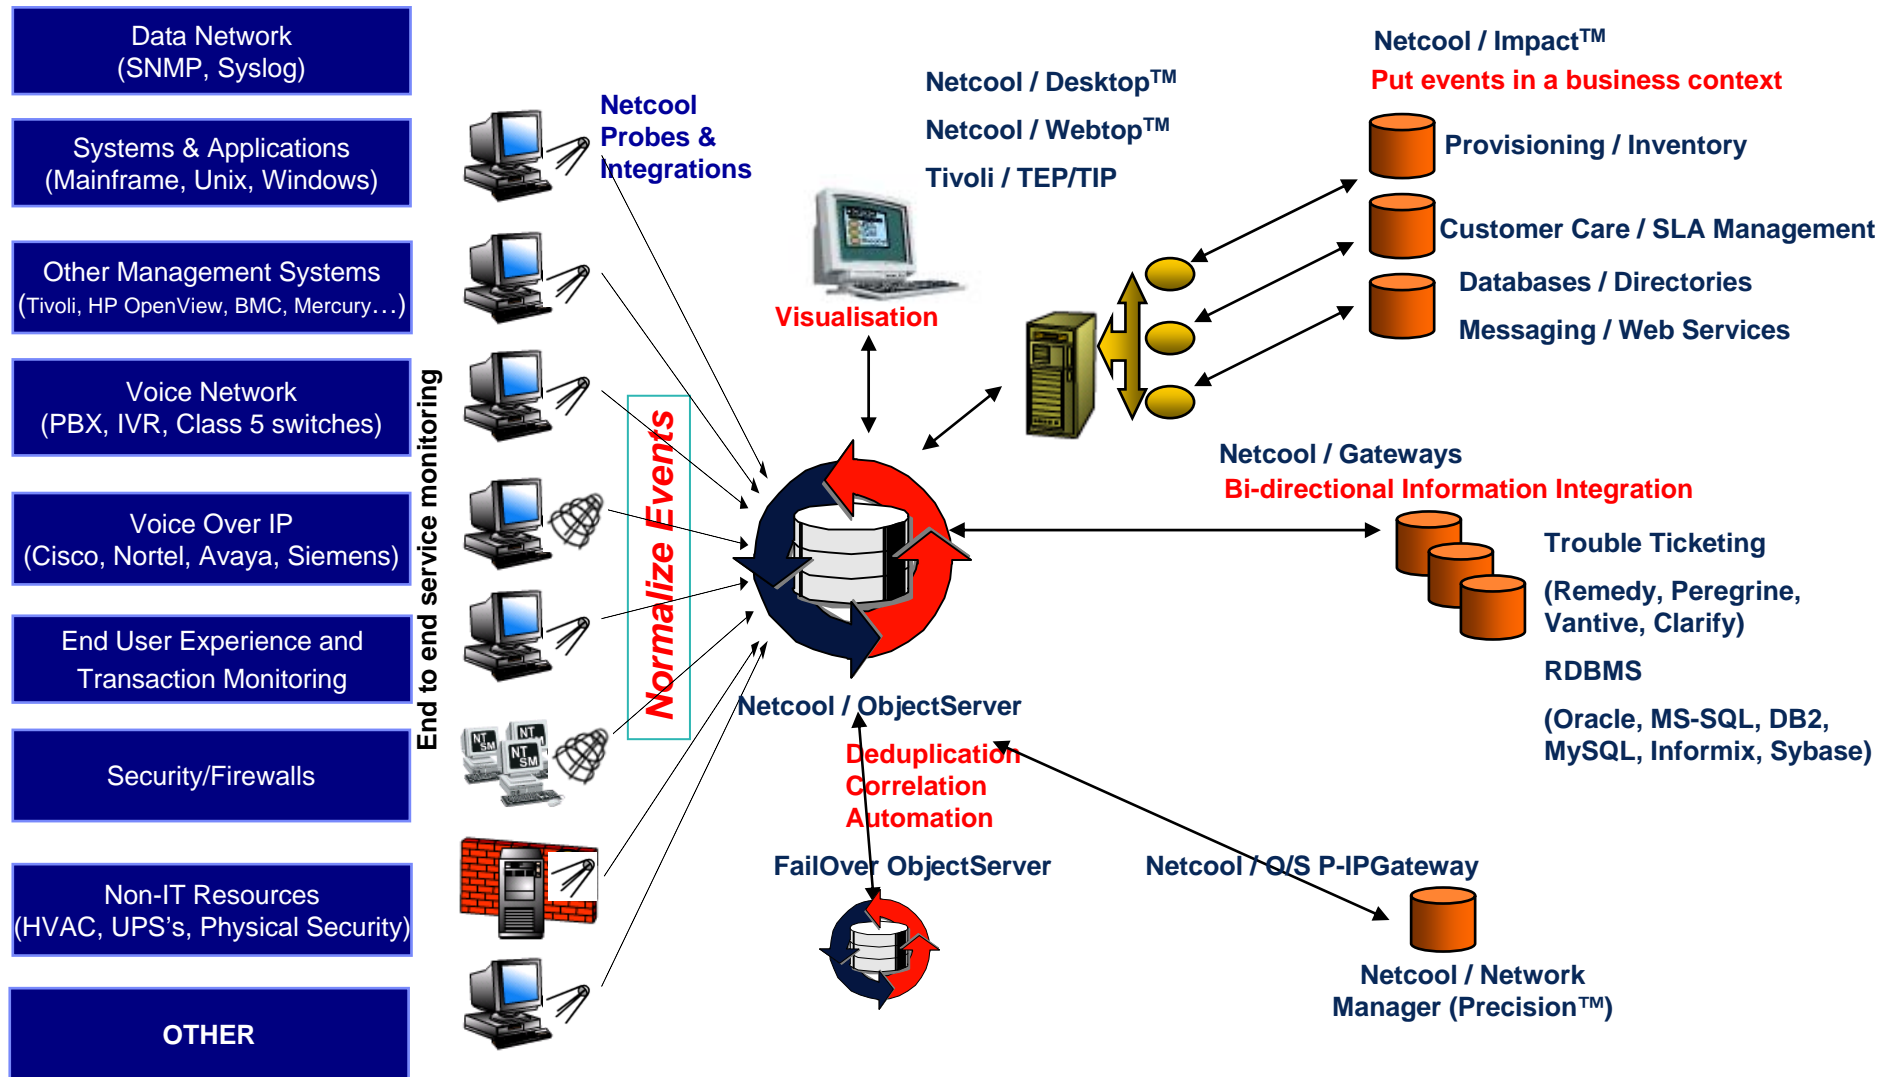 Data Network
(SNMP, Syslog)
Systems & Applications
(Mainframe, Unix, Windows)
Other Management Systems
(Tivoli, HP OpenView, BMC, Mercury…)
Voice Network
(PBX, IVR, Class 5 switches)
Voice Over IP
(Cisco, Nortel, Avaya, Siemens)
End User Experience and
Transaction Monitoring
Security/Firewalls
Non-IT Resources
(HVAC, UPS’s, Physical Security)
OTHER
End to end service monitoring
Netcool
Probes &
Integrations
Normalize Events
NT
SM
NT
SM
NT
SM
Netcool / Desktop™
Netcool / Webtop™
Tivoli / TEP/TIP
Visualisation
Netcool / Impact™
Put events in a business context
Provisioning / Inventory
Customer Care / SLA Management
Databases / Directories
Messaging / Web Services
Netcool / Gateways
Bi-directional Information Integration
Trouble Ticketing
(Remedy, Peregrine,
Vantive, Clarify)
RDBMS
(Oracle, MS-SQL, DB2,
MySQL, Informix, Sybase)
Netcool / ObjectServer
Deduplication
Correlation
Automation
FailOver ObjectServer
Netcool / O/S P-IPGateway
Netcool / Network
Manager (Precision™)